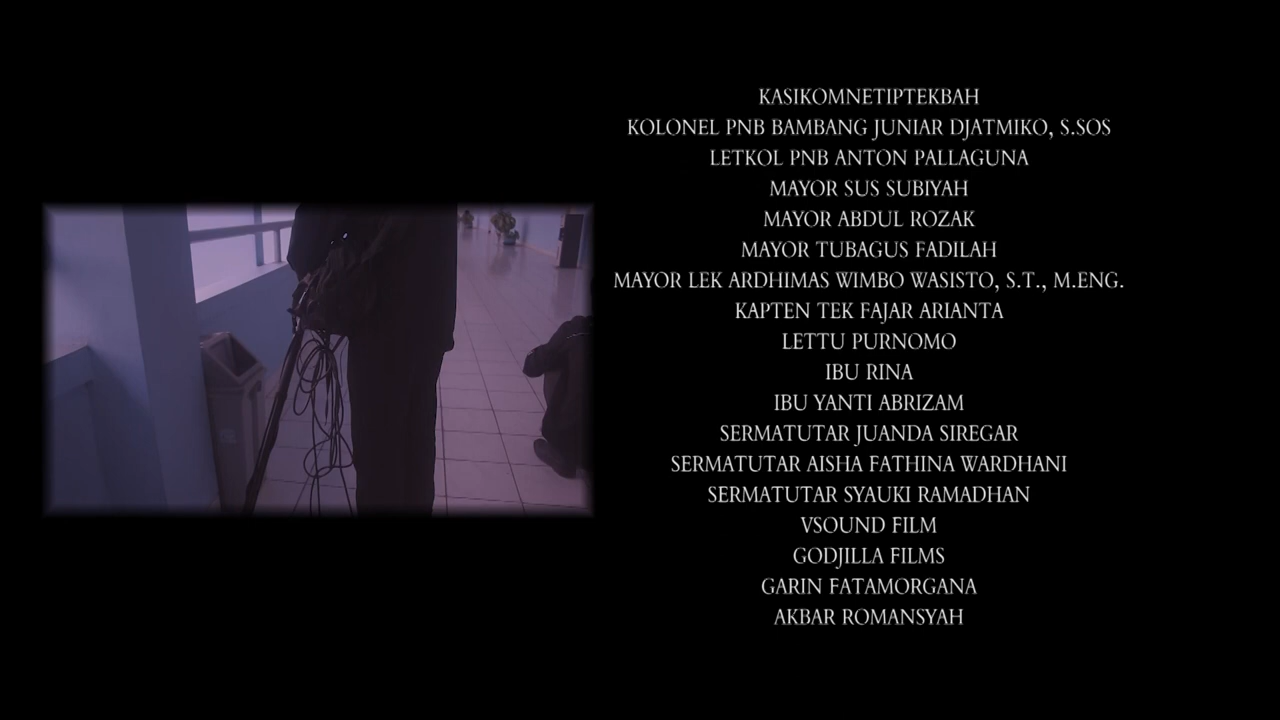 KASIKOMNETIPTEKBAH
KOLONEL PNB BAMBANG JUNIAR DJATMIKO, S.SOS
LETKOL PNB ANTON PALLAGUNA
MAYOR SUS SUBIYAH
MAYOR ABDUL ROZAK
MAYOR TUBAGUS FADILAH
MAYOR LEK ARDHIMAS WIMBO WASISTO, S.T., M.ENG.
KAPTEN TEK FAJAR ARIANTA
LETTU PURNOMO
IBU RINA
IBU YANTI ABRIZAM
SERMATUTAR JUANDA SIREGAR
SERMATUTAR AISHA FATHINA WARDHANI
SERMATUTAR SYAUKI RAMADHAN
VSOUND FILM
GODJILLA FILMS
GARIN FATAMORGANA
AKBAR ROMANSYAH